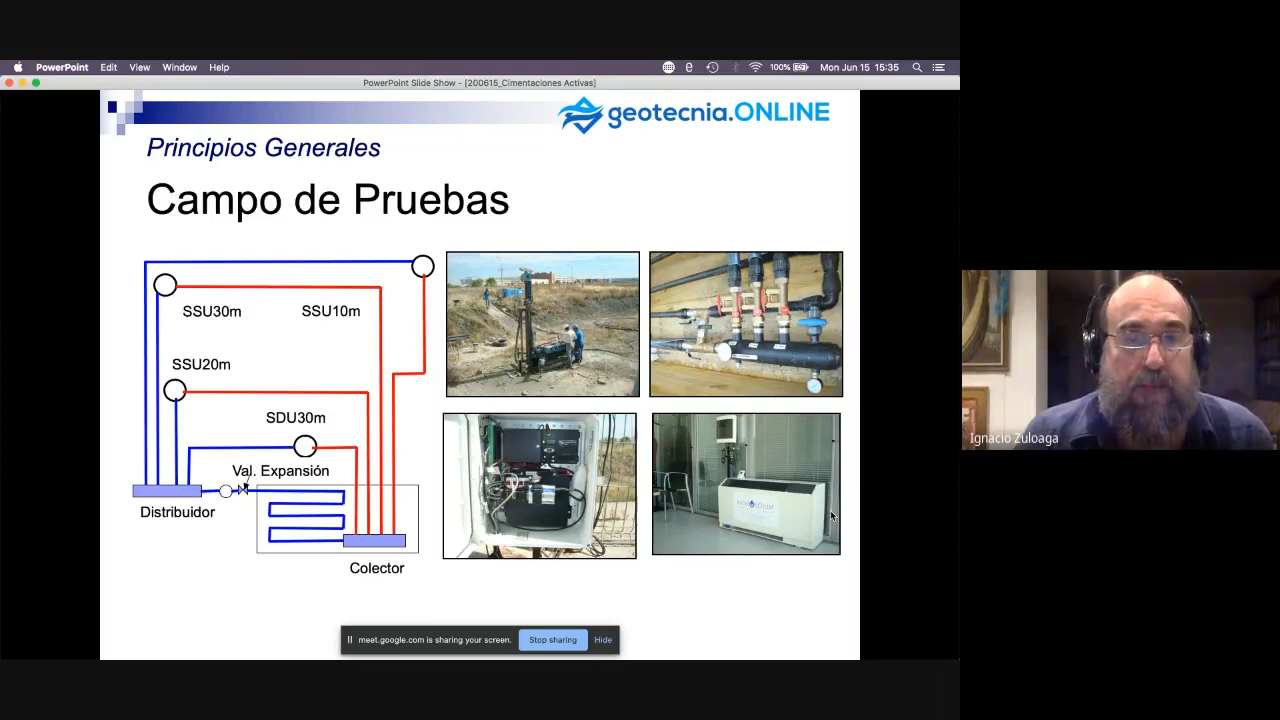 PowerPoint Edit View Window Help 100% Mon Jun 15 15:35
PowerPoint Slide Show - [200615_Cimentaciones Activas]
geotecnia.ONLINE
Principios Generales
Campo de Pruebas
SSU30m SSU10m
SSU20m
SDU30m
Val. Expansión
Distribuidor
Colector
meet.google.com is sharing your screen. Stop sharing Hide
Ignacio Zuloaga